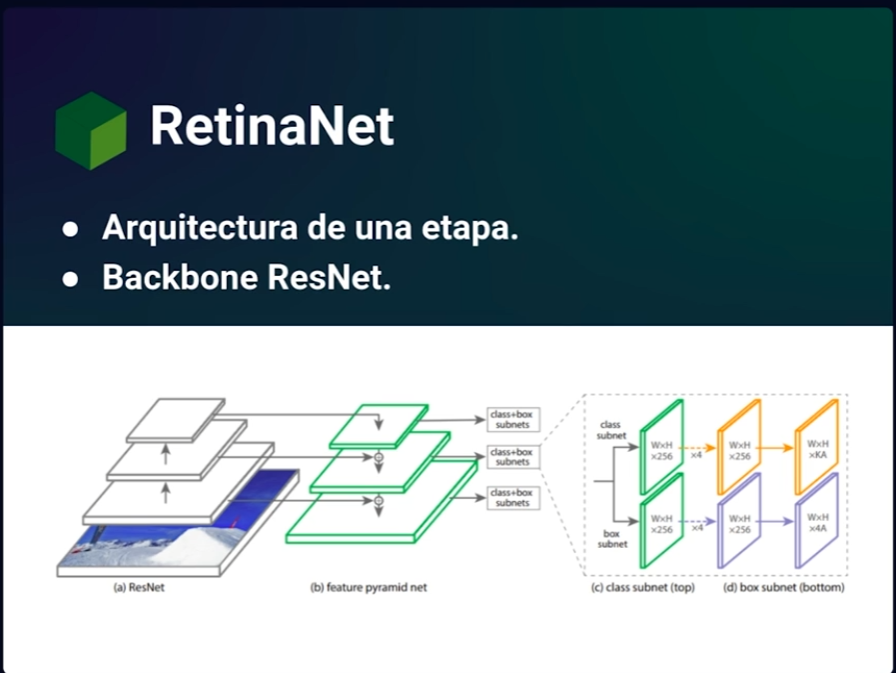 RetinaNet
● Arquitectura de una etapa.
● Backbone ResNet.
class+box
subnets
class+box
subnets
class+box
subnets
class
subnet
W×H
×256
×4
W×H
×256
W×H
×KA
box
subnet
W×H
×256
×4
W×H
×256
W×H
×4A
(a) ResNet
(b) feature pyramid net
(c) class subnet (top)
(d) box subnet (bottom)